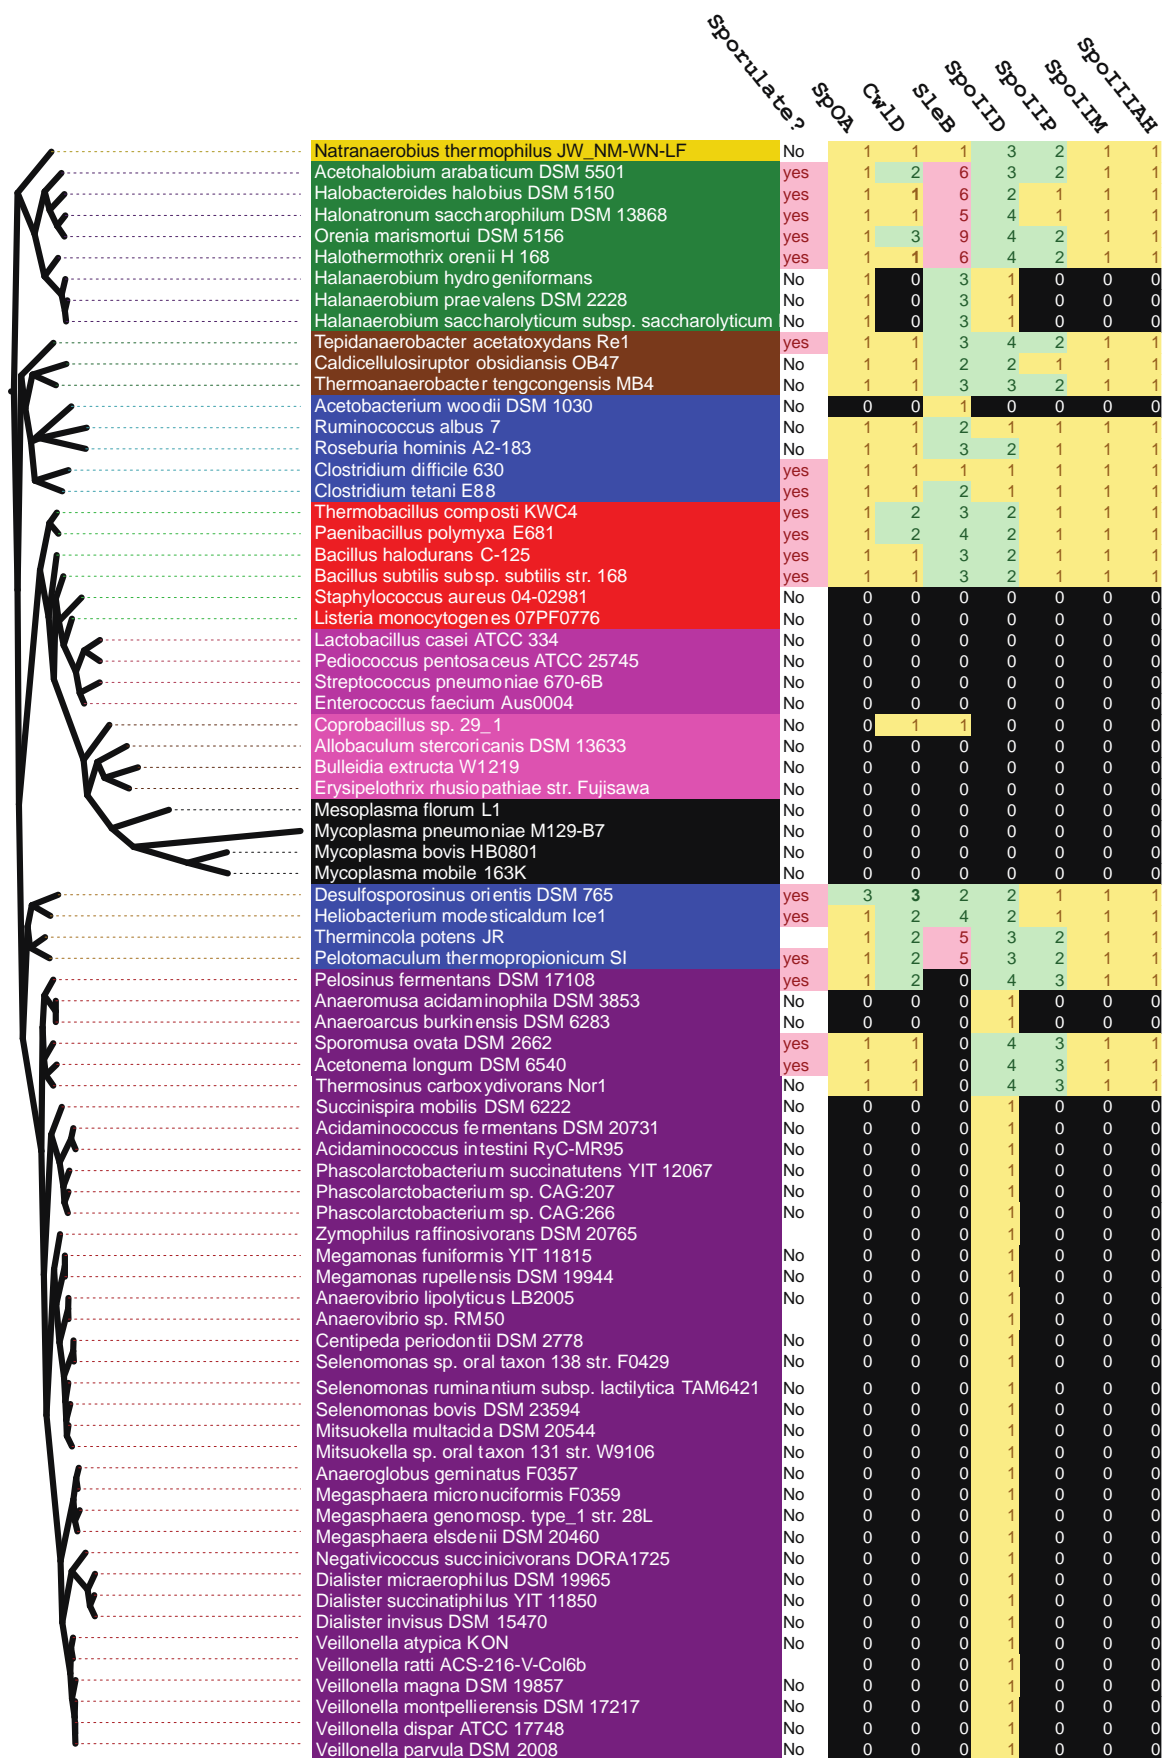 Sporulate? SpOA CwlD SleB SpoIID SpoIIP SpoIIM SpoIIIAH
Natranaerobius thermophilus JW_NM-WN-LF No 1 1 1 3 2 1 1
Acetohalobium arabaticum DSM 5501 yes 1 2 6 3 2 1 1
Halobacteroides halobius DSM 5150 yes 1 1 6 2 1 1 1
Halonatronum saccharophilum DSM 13868 yes 1 1 5 4 1 1 1
Orenia marismortui DSM 5156 yes 1 3 9 4 2 1 1
Halothermothrix orenii H 168 yes 1 1 6 4 2 1 1
Halanaerobium hydrogeniformans No 1 0 3 1 0 0 0
Halanaerobium praevalens DSM 2228 No 1 0 3 1 0 0 0
Halanaerobium saccharolyticum subsp. saccharolyticum No 1 0 3 1 0 0 0
Tepidanaerobacter acetatoxydans Re1 yes 1 1 3 4 2 1 1
Caldicellulosiruptor obsidiansis OB47 No 1 1 2 2 1 1 1
Thermoanaerobacter tengcongensis MB4 No 1 1 3 3 2 1 1
Acetobacterium woodii DSM 1030 No 0 0 1 0 0 0 0
Ruminococcus albus 7 No 1 1 2 1 1 1 1
Roseburia hominis A2-183 No 1 1 3 2 1 1 1
Clostridium difficile 630 yes 1 1 1 1 1 1 1
Clostridium tetani E88 yes 1 1 2 1 1 1 1
Thermobacillus composti KWC4 yes 1 2 3 2 1 1 1
Paenibacillus polymyxa E681 yes 1 2 4 2 1 1 1
Bacillus halodurans C-125 yes 1 1 3 2 1 1 1
Bacillus subtilis subsp. subtilis str. 168 yes 1 1 3 2 1 1 1
Staphylococcus aureus 04-02981 No 0 0 0 0 0 0 0
Listeria monocytogenes 07PF0776 No 0 0 0 0 0 0 0
Lactobacillus casei ATCC 334 No 0 0 0 0 0 0 0
Pediococcus pentosaceus ATCC 25745 No 0 0 0 0 0 0 0
Streptococcus pneumoniae 670-6B No 0 0 0 0 0 0 0
Enterococcus faecium Aus0004 No 0 0 0 0 0 0 0
Coprobacillus sp. 29_1 No 0 1 1 0 0 0 0
Allobaculum stercoricanis DSM 13633 No 0 0 0 0 0 0 0
Bulleidia extructa W1219 No 0 0 0 0 0 0 0
Erysipelothrix rhusiopathiae str. Fujisawa No 0 0 0 0 0 0 0
Mesoplasma florum L1 No 0 0 0 0 0 0 0
Mycoplasma pneumoniae M129-B7 No 0 0 0 0 0 0 0
Mycoplasma bovis HB0801 No 0 0 0 0 0 0 0
Mycoplasma mobile 163K No 0 0 0 0 0 0 0
Desulfosporosinus orientis DSM 765 yes 3 3 2 2 1 1 1
Heliobacterium modesticaldum Ice1 yes 1 2 4 2 1 1 1
Thermincola potens JR 1 2 5 3 2 1 1
Pelotomaculum thermopropionicum SI yes 1 2 5 3 2 1 1
Pelosinus fermentans DSM 17108 yes 1 2 0 4 3 1 1
Anaeromusa acidaminophila DSM 3853 No 0 0 0 1 0 0 0
Anaeroarcus burkinensis DSM 6283 No 0 0 0 1 0 0 0
Sporomusa ovata DSM 2662 yes 1 1 0 4 3 1 1
Acetonema longum DSM 6540 yes 1 1 0 4 3 1 1
Thermosinus carboxydivorans Nor1 No 1 1 0 4 3 1 1
Succinispira mobilis DSM 6222 No 0 0 0 1 0 0 0
Acidaminococcus fermentans DSM 20731 No 0 0 0 1 0 0 0
Acidaminococcus intestini RyC-MR95 No 0 0 0 1 0 0 0
Phascolarctobacterium succinatutens YIT 12067 No 0 0 0 1 0 0 0
Phascolarctobacterium sp. CAG:207 No 0 0 0 1 0 0 0
Phascolarctobacterium sp. CAG:266 No 0 0 0 1 0 0 0
Zymophilus raffinosivorans DSM 20765 0 0 0 1 0 0 0
Megamonas funiformis YIT 11815 No 0 0 0 1 0 0 0
Megamonas rupellensis DSM 19944 No 0 0 0 1 0 0 0
Anaerovibrio lipolyticus LB2005 No 0 0 0 1 0 0 0
Anaerovibrio sp. RM50 0 0 0 1 0 0 0
Centipeda periodontii DSM 2778 No 0 0 0 1 0 0 0
Selenomonas sp. oral taxon 138 str. F0429 No 0 0 0 1 0 0 0
Selenomonas ruminantium subsp. lactilytica TAM6421 No 0 0 0 1 0 0 0
Selenomonas bovis DSM 23594 No 0 0 0 1 0 0 0
Mitsuokella multacida DSM 20544 No 0 0 0 1 0 0 0
Mitsuokella sp. oral taxon 131 str. W9106 No 0 0 0 1 0 0 0
Anaeroglobus geminatus F0357 No 0 0 0 1 0 0 0
Megasphaera micronuciformis F0359 No 0 0 0 1 0 0 0
Megasphaera genomosp. type_1 str. 28L No 0 0 0 1 0 0 0
Megasphaera elsdenii DSM 20460 No 0 0 0 1 0 0 0
Negativicoccus succinicivorans DORA1725 No 0 0 0 1 0 0 0
Dialister micraerophilus DSM 19965 No 0 0 0 1 0 0 0
Dialister succinatiphilus YIT 11850 No 0 0 0 1 0 0 0
Dialister invisus DSM 15470 No 0 0 0 1 0 0 0
Veillonella atypica KON No 0 0 0 1 0 0 0
Veillonella ratti ACS-216-V-Col6b 0 0 0 1 0 0 0
Veillonella magna DSM 19857 No 0 0 0 1 0 0 0
Veillonella montpellierensis DSM 17217 No 0 0 0 1 0 0 0
Veillonella dispar ATCC 17748 No 0 0 0 1 0 0 0
Veillonella parvula DSM 2008 No 0 0 0 1 0 0 0